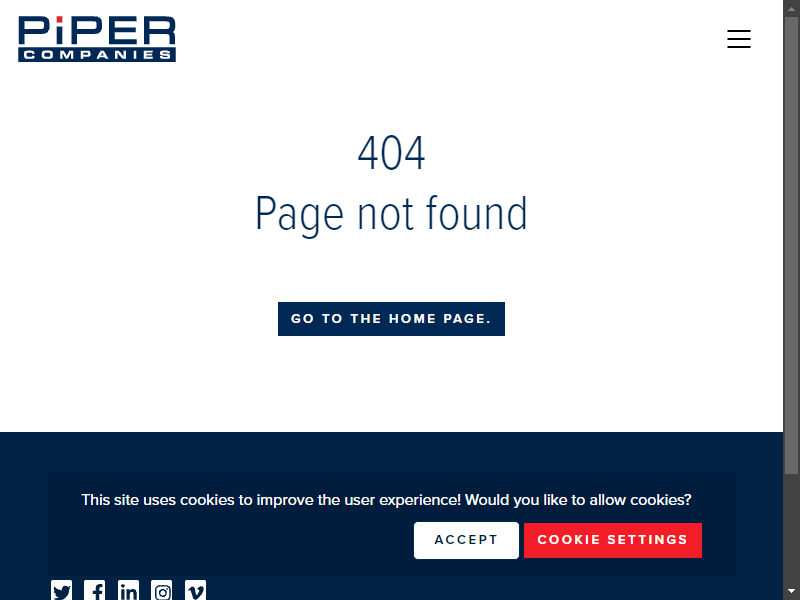 PiPER
COMPANIES
404
Page not found
GO TO THE HOME PAGE.
This site uses cookies to improve the user experience! Would you like to allow cookies?
ACCEPT
COOKIE SETTINGS